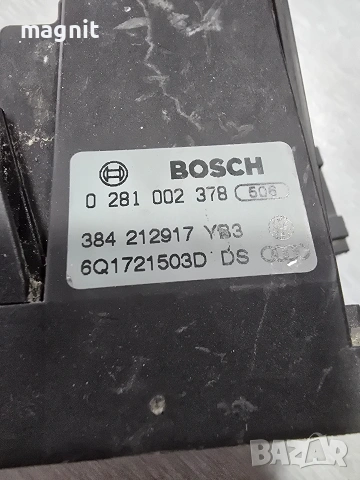 magnit
BOSCH
0 281 002 378 506
384 212917 YB3
6Q1721503D DS
BAZAR